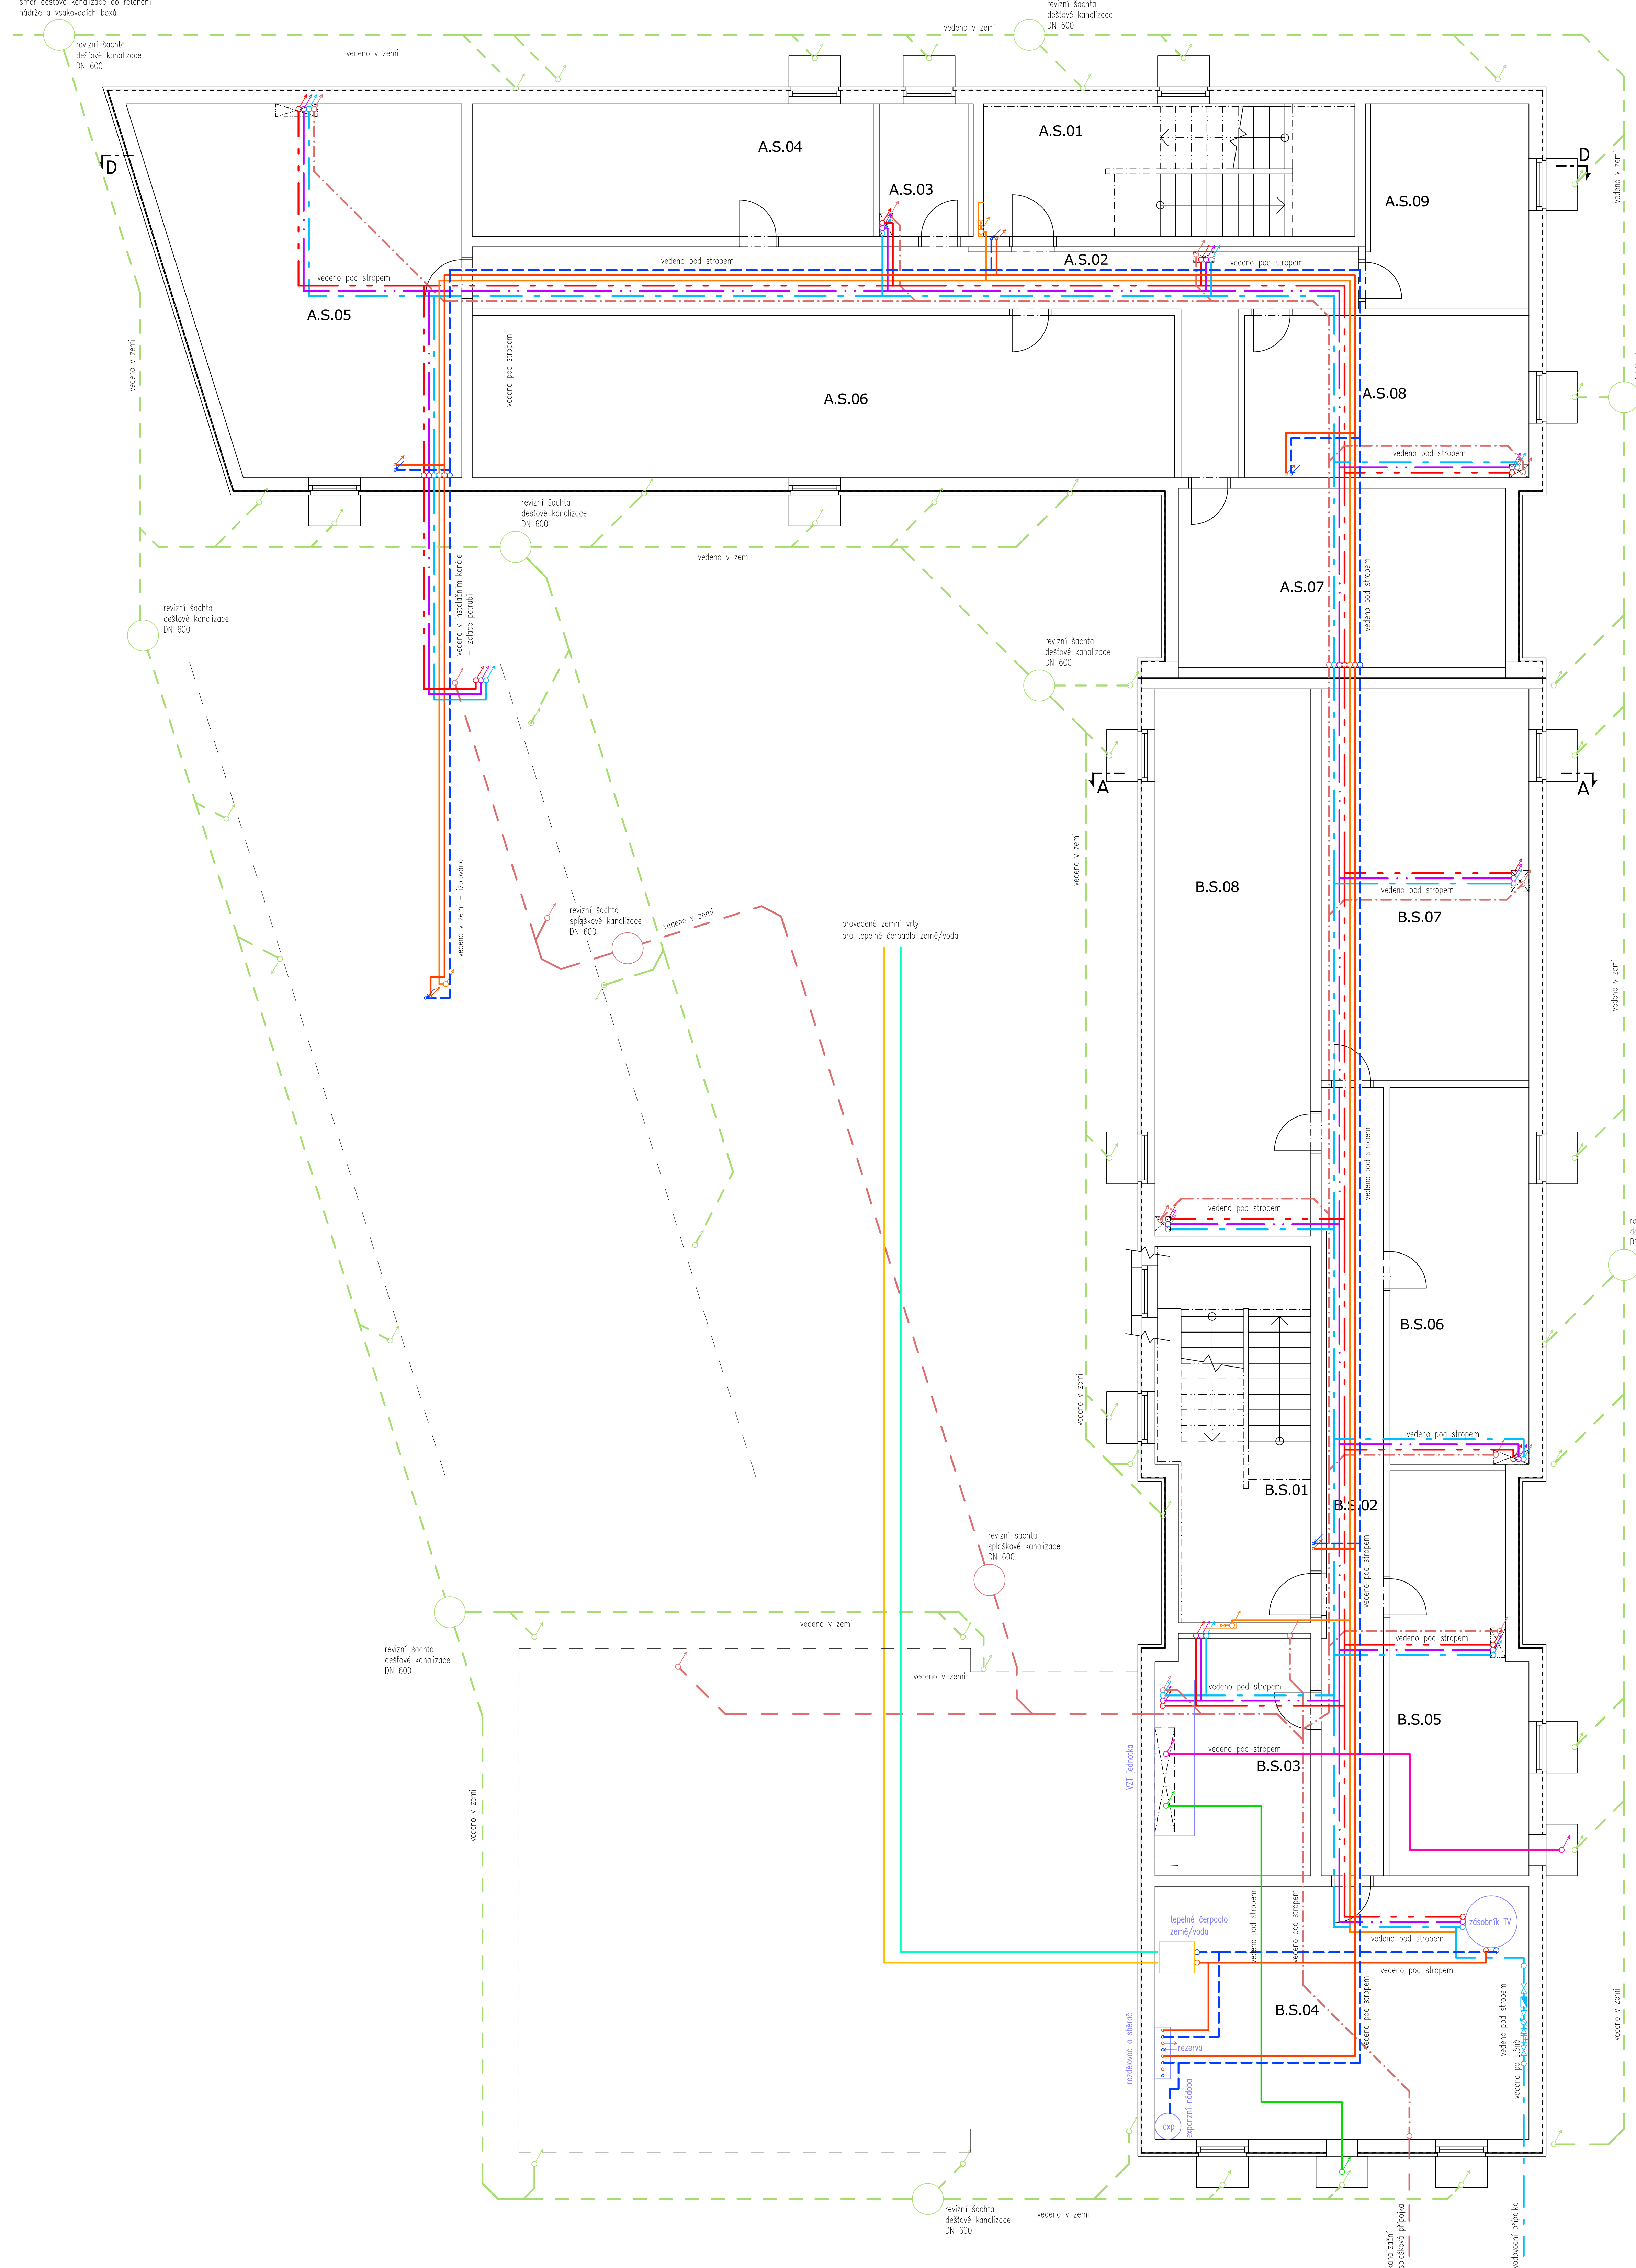 směr dešťové kanalizace do retenční
nádrže a vsakovacích boxů
revizní šachta
dešťové kanalizace
DN 600
vedeno v zemi
vedeno v zemi
revizní šachta
dešťové kanalizace
DN 600
D
A.S.04
A.S.03
A.S.01
A.S.09
D
vedeno v zemi
A.S.02
vedeno pod stropem
vedeno pod stropem
vedeno pod stropem
A.S.05
vedeno v zemi
vedeno pod stropem
A.S.06
A.S.08
vedeno pod stropem
revizní šachta
dešťové kanalizace
DN 600
vedeno v zemi
vedeno v instalačním kanále
- izolace potrubí
A.S.07
vedeno pod stropem
revizní šachta
dešťové kanalizace
DN 600
revizní šachta
dešťové kanalizace
DN 600
A
A
vedeno v zemi
vedeno v zemi - izolováno
revizní šachta
splaškové kanalizace
DN 600
vedeno v zemi
provedené zemní vrty
pro tepelné čerpadlo země/voda
B.S.08
vedeno pod stropem
B.S.07
vedeno v zemi
vedeno pod stropem
vedeno pod stropem
re
de
DN
B.S.06
vedeno v zemi
vedeno pod stropem
B.S.01
B.S.02
revizní šachta
splaškové kanalizace
DN 600
vedeno pod stropem
revizní šachta
dešťové kanalizace
DN 600
vedeno v zemi
vedeno v zemi
vedeno pod stropem
vedeno pod stropem
B.S.05
vedeno pod stropem
VZT jednotka
B.S.03
vedeno v zemi
tepelné čerpadlo
země/voda
vedeno pod stropem
vedeno pod stropem
zásobník TV
vedeno pod stropem
vedeno pod stropem
B.S.04
vedeno pod stropem
vedeno pod stropem
vedeno po stěně
vedeno v zemi
rozdělovač a sběrač
rezerva
exp
expanzní nádoba
revizní šachta
dešťové kanalizace
DN 600
vedeno v zemi
kanalizační
splašková přípojka
vodovodní přípojka